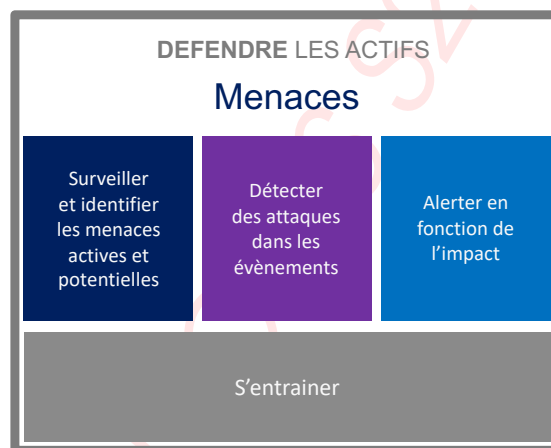 DEFENDRE LES ACTIFS
Menaces
Surveiller
et identifier
les menaces
actives et
potentielles
Détecter
des attaques
dans les
évènements
Alerter en
fonction de
l’impact
S’entrainer